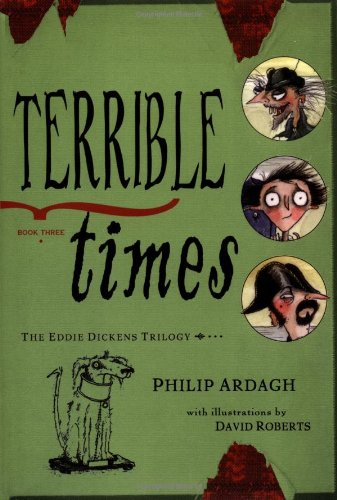 TERRIBLE
BOOK THREE
times
THE EDDIE DICKENS TRILOGY
PHILIP ARDAGH
with illustrations by
DAVID ROBERTS